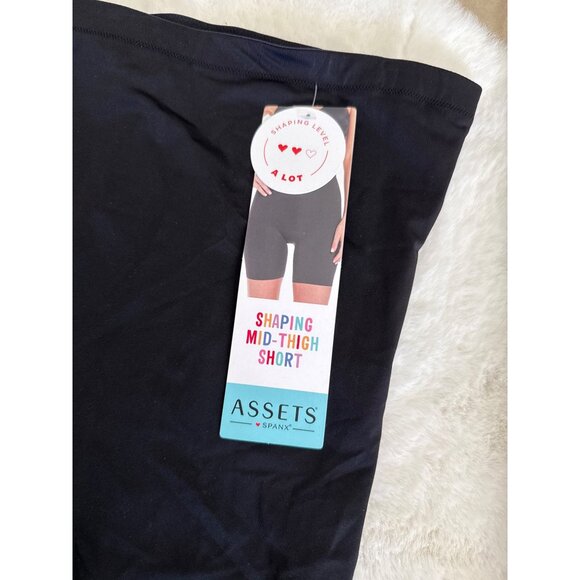 SHAPING LEVEL
A LOT
SHAPING
MID-THIGH
SHORT
ASSETS®
SPANX®